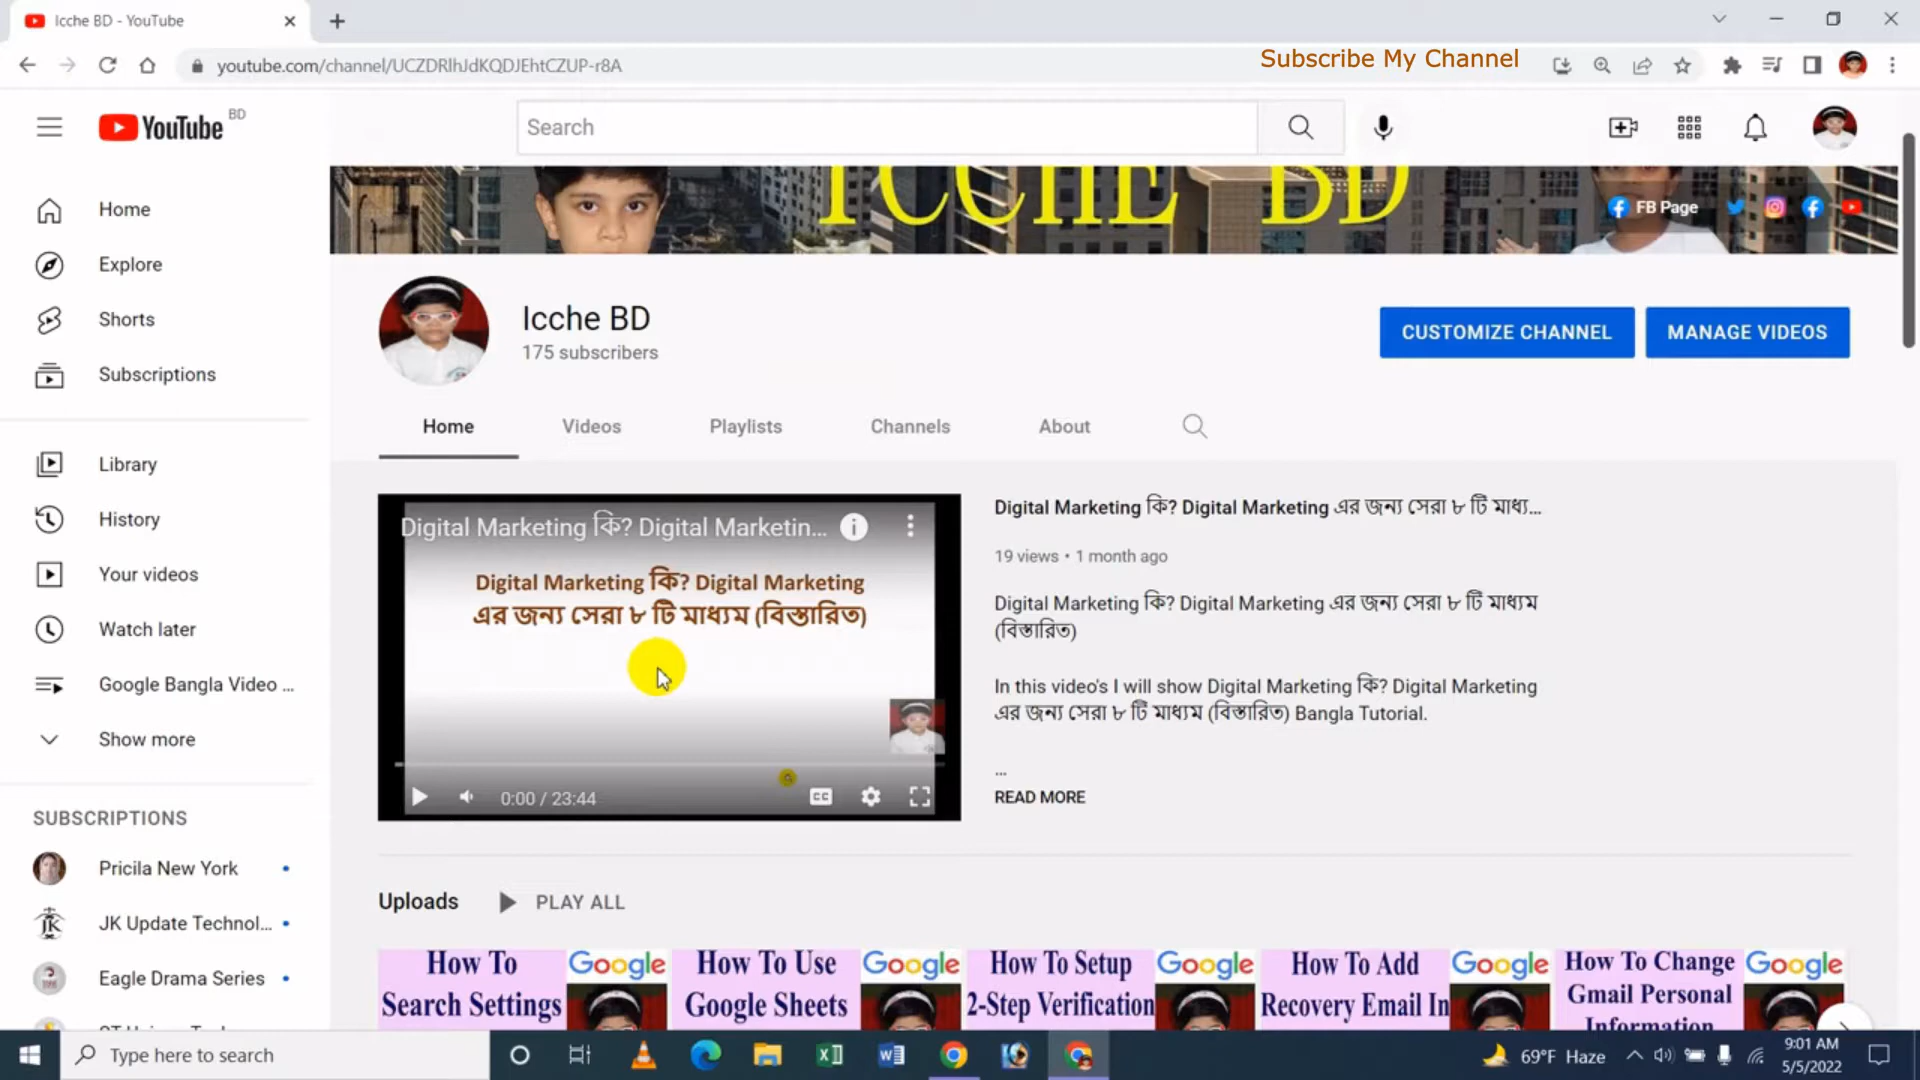 Icche BD - YouTube
youtube.com/channel/UCZDRlhJdKQDJEhtCZUP-r8A
Subscribe My Channel
YouTube BD
Search
Home
Explore
Shorts
Subscriptions
Library
History
Your videos
Watch later
Google Bangla Video ...
Show more
SUBSCRIPTIONS
Pricila New York
JK Update Technol...
Eagle Drama Series
ICCHE BD
FB Page
Icche BD
175 subscribers
CUSTOMIZE CHANNEL
MANAGE VIDEOS
Home Videos Playlists Channels About
Digital Marketing কি? Digital Marketin...
Digital Marketing কি? Digital Marketing
এর জন্য সেরা ৮ টি মাধ্যম (বিস্তারিত)
0:00 / 23:44
CC
Digital Marketing কি? Digital Marketing এর জন্য সেরা ৮ টি মাধ্য...
19 views • 1 month ago
Digital Marketing কি? Digital Marketing এর জন্য সেরা ৮ টি মাধ্যম
(বিস্তারিত)
In this video's I will show Digital Marketing কি? Digital Marketing
এর জন্য সেরা ৮ টি মাধ্যম (বিস্তারিত) Bangla Tutorial.
...
READ MORE
Uploads
PLAY ALL
How To
Search Settings
Google
How To Use
Google Sheets
Google
How To Setup
2-Step Verification
Google
How To Add
Recovery Email In
Google
How To Change
Gmail Personal
Information
Google
Type here to search
69°F Haze
9:01 AM
5/5/2022